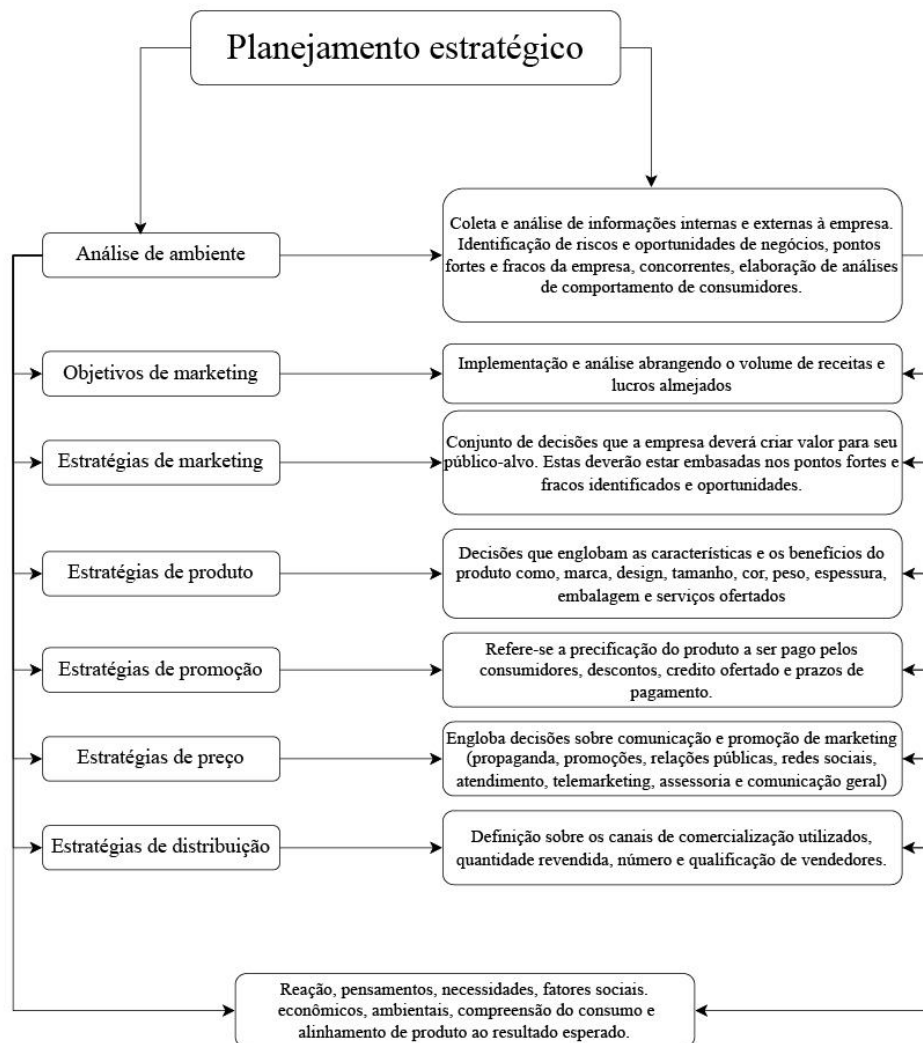 Planejamento estratégico
Análise de ambiente
Coleta e análise de informações internas e externas à empresa.
Identificação de riscos e oportunidades de negócios, pontos
fortes e fracos da empresa, concorrentes, elaboração de análises
de comportamento de consumidores.
Objetivos de marketing
Implementação e análise abrangendo o volume de receitas e
lucros almejados
Estratégias de marketing
Conjunto de decisões que a empresa deverá criar valor para seu
público-alvo. Estas deverão estar embasadas nos pontos fortes e
fracos identificados e oportunidades.
Estratégias de produto
Decisões que englobam as características e os benefícios do
produto como, marca, design, tamanho, cor, peso, espessura,
embalagem e serviços ofertados
Estratégias de promoção
Refere-se a precificação do produto a ser pago pelos
consumidores, descontos, credito ofertado e prazos de
pagamento.
Estratégias de preço
Engloba decisões sobre comunicação e promoção de marketing
(propaganda, promoções, relações públicas, redes sociais,
atendimento, telemarketing, assessoria e comunicação geral)
Estratégias de distribuição
Definição sobre os canais de comercialização utilizados,
quantidade revendida, número e qualificação de vendedores.
Reação, pensamentos, necessidades, fatores sociais.
econômicos, ambientais, compreensão do consumo e
alinhamento de produto ao resultado esperado.